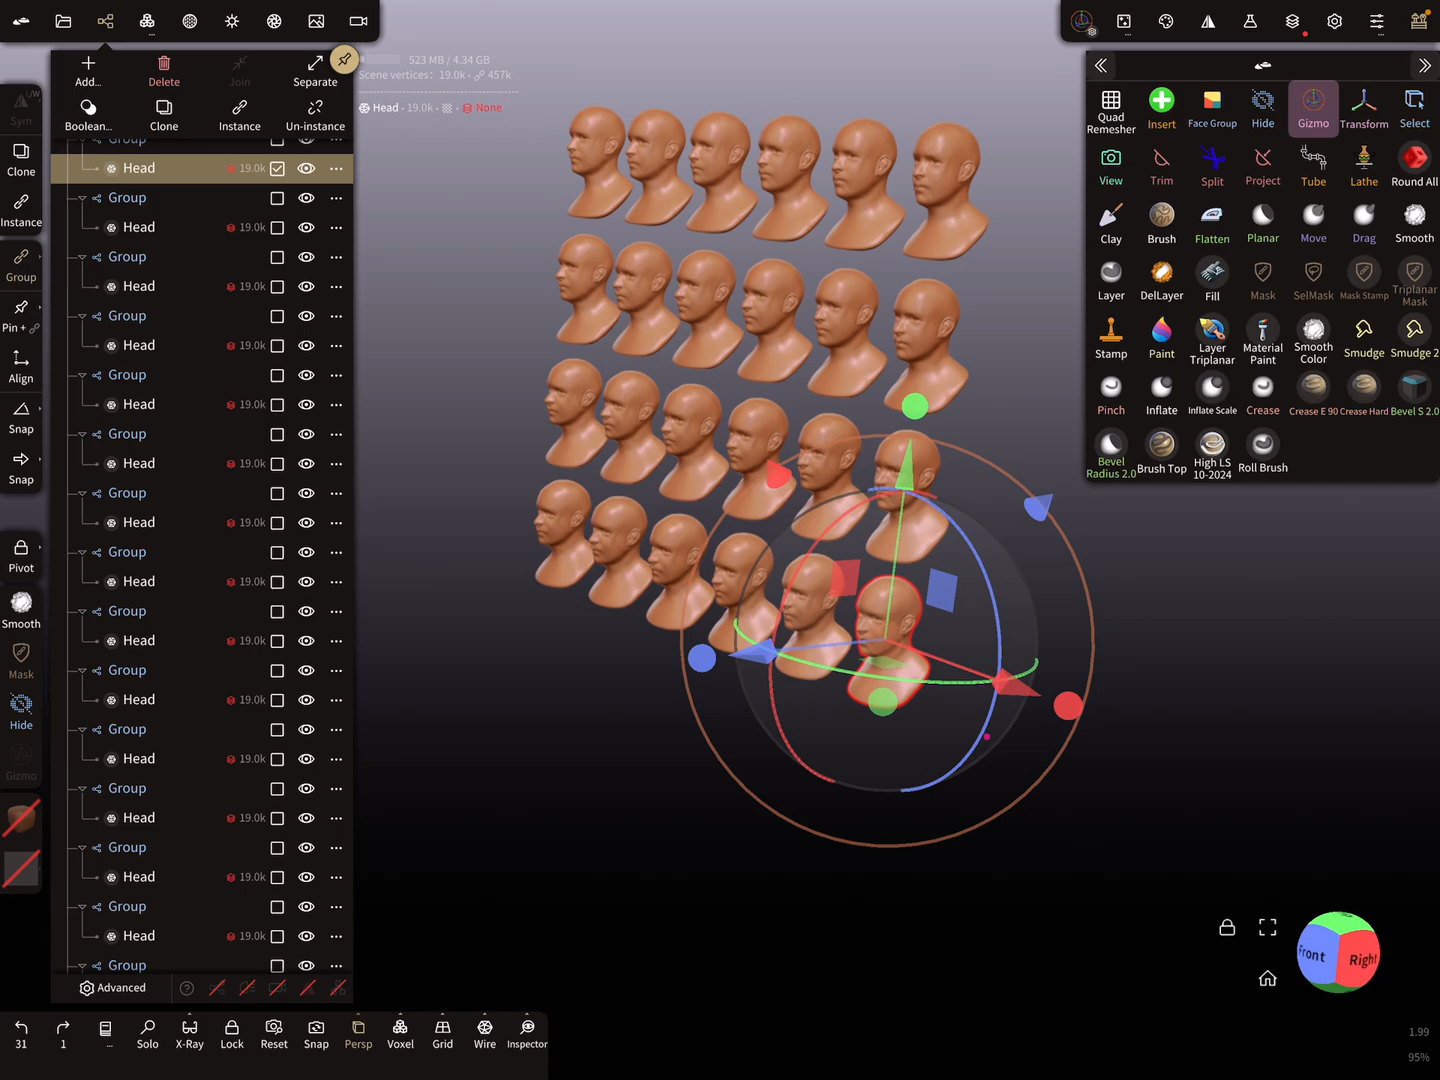 523 MB / 4.34 GB
Scene vertices: 19.0k · 457k
Head · 19.0k · · None
Add...
Delete
Join
Separate
Boolean...
Clone
Instance
Un-instance
Group
Head 19.0k
Group
Head 19.0k
Group
Head 19.0k
Group
Head 19.0k
Group
Head 19.0k
Group
Head 19.0k
Group
Head 19.0k
Group
Head 19.0k
Group
Head 19.0k
Group
Head 19.0k
Group
Head 19.0k
Group
Head 19.0k
Group
Head 19.0k
Group
Head 19.0k
Group
Advanced
L/W
Sym
Clone
Instance
Group
Pin +
Align
Snap
Snap
Pivot
Smooth
Mask
Hide
Gizmo
31
1
...
Solo
X-Ray
Lock
Reset
Snap
Persp
Voxel
Grid
Wire
Inspector
Quad Remesher
Insert
Face Group
Hide
Gizmo
Transform
Select
View
Trim
Split
Project
Tube
Lathe
Round All
Clay
Brush
Flatten
Planar
Move
Drag
Smooth
Layer
DelLayer
Fill
Mask
SelMask
Mask Stamp
Triplanar Mask
Stamp
Paint
Layer Triplanar
Material Paint
Smooth Color
Smudge
Smudge 2
Pinch
Inflate
Inflate Scale
Crease
Crease E 90
Crease Hard
Bevel S 2.0
Bevel Radius 2.0
Brush Top
High LS 10-2024
Roll Brush
Front
Right
1.99
95%